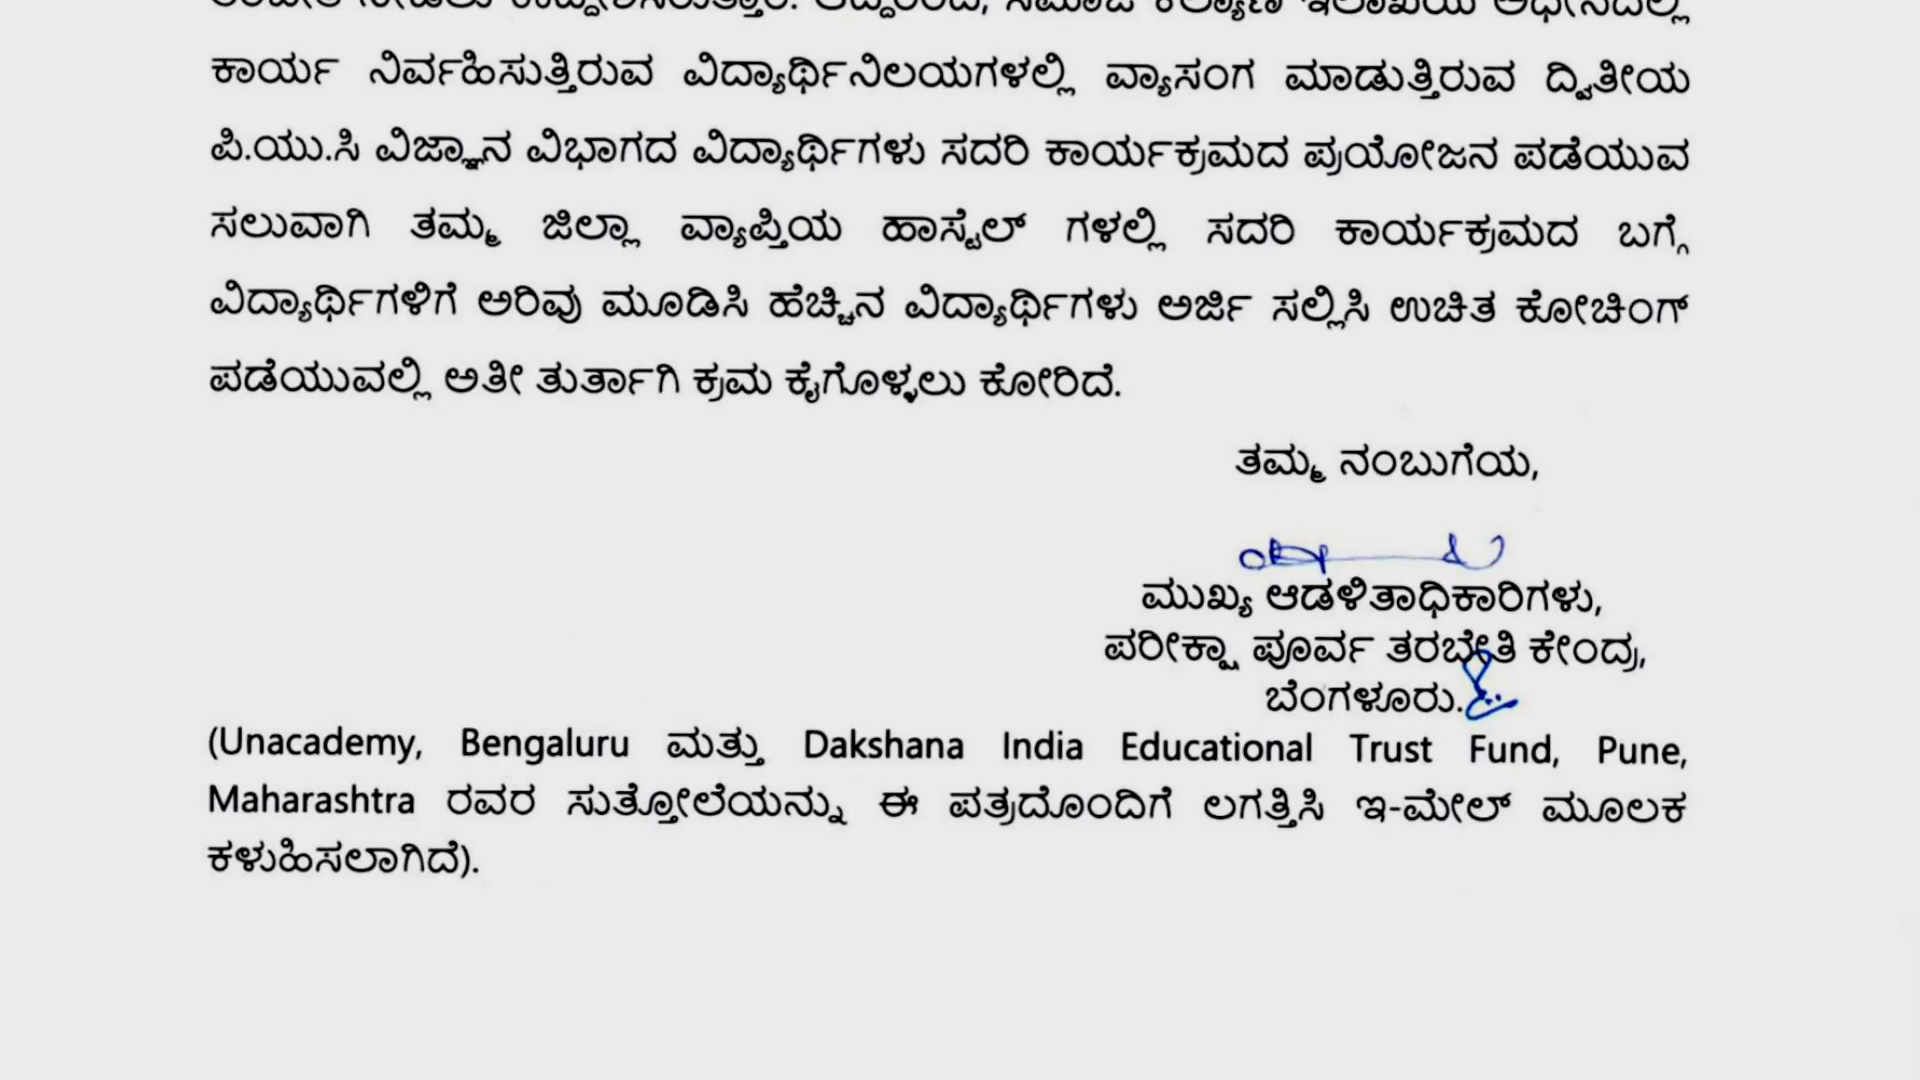 ಕಾರ್ಯ ನಿರ್ವಹಿಸುತ್ತಿರುವ ವಿದ್ಯಾರ್ಥಿನಿಲಯಗಳಲ್ಲಿ ವ್ಯಾಸಂಗ ಮಾಡುತ್ತಿರುವ ದ್ವಿತೀಯ
ಪಿ.ಯು.ಸಿ ವಿಜ್ಞಾನ ವಿಭಾಗದ ವಿದ್ಯಾರ್ಥಿಗಳು ಸದರಿ ಕಾರ್ಯಕ್ರಮದ ಪ್ರಯೋಜನ ಪಡೆಯುವ
ಸಲುವಾಗಿ ತಮ್ಮ ಜಿಲ್ಲಾ ವ್ಯಾಪ್ತಿಯ ಹಾಸ್ಟೆಲ್ ಗಳಲ್ಲಿ ಸದರಿ ಕಾರ್ಯಕ್ರಮದ ಬಗ್ಗೆ
ವಿದ್ಯಾರ್ಥಿಗಳಿಗೆ ಅರಿವು ಮೂಡಿಸಿ ಹೆಚ್ಚಿನ ವಿದ್ಯಾರ್ಥಿಗಳು ಅರ್ಜಿ ಸಲ್ಲಿಸಿ ಉಚಿತ ಕೋಚಿಂಗ್
ಪಡೆಯುವಲ್ಲಿ ಅತೀ ತುರ್ತಾಗಿ ಕ್ರಮ ಕೈಗೊಳ್ಳಲು ಕೋರಿದೆ.
ತಮ್ಮ ನಂಬುಗೆಯ,
ಮುಖ್ಯ ಆಡಳಿತಾಧಿಕಾರಿಗಳು,
ಪರೀಕ್ಷಾ ಪೂರ್ವ ತರಬೇತಿ ಕೇಂದ್ರ,
ಬೆಂಗಳೂರು.
(Unacademy, Bengaluru ಮತ್ತು Dakshana India Educational Trust Fund, Pune,
Maharashtra ರವರ ಸುತ್ತೋಲೆಯನ್ನು ಈ ಪತ್ರದೊಂದಿಗೆ ಲಗತ್ತಿಸಿ ಇ-ಮೇಲ್ ಮೂಲಕ
ಕಳುಹಿಸಲಾಗಿದೆ).